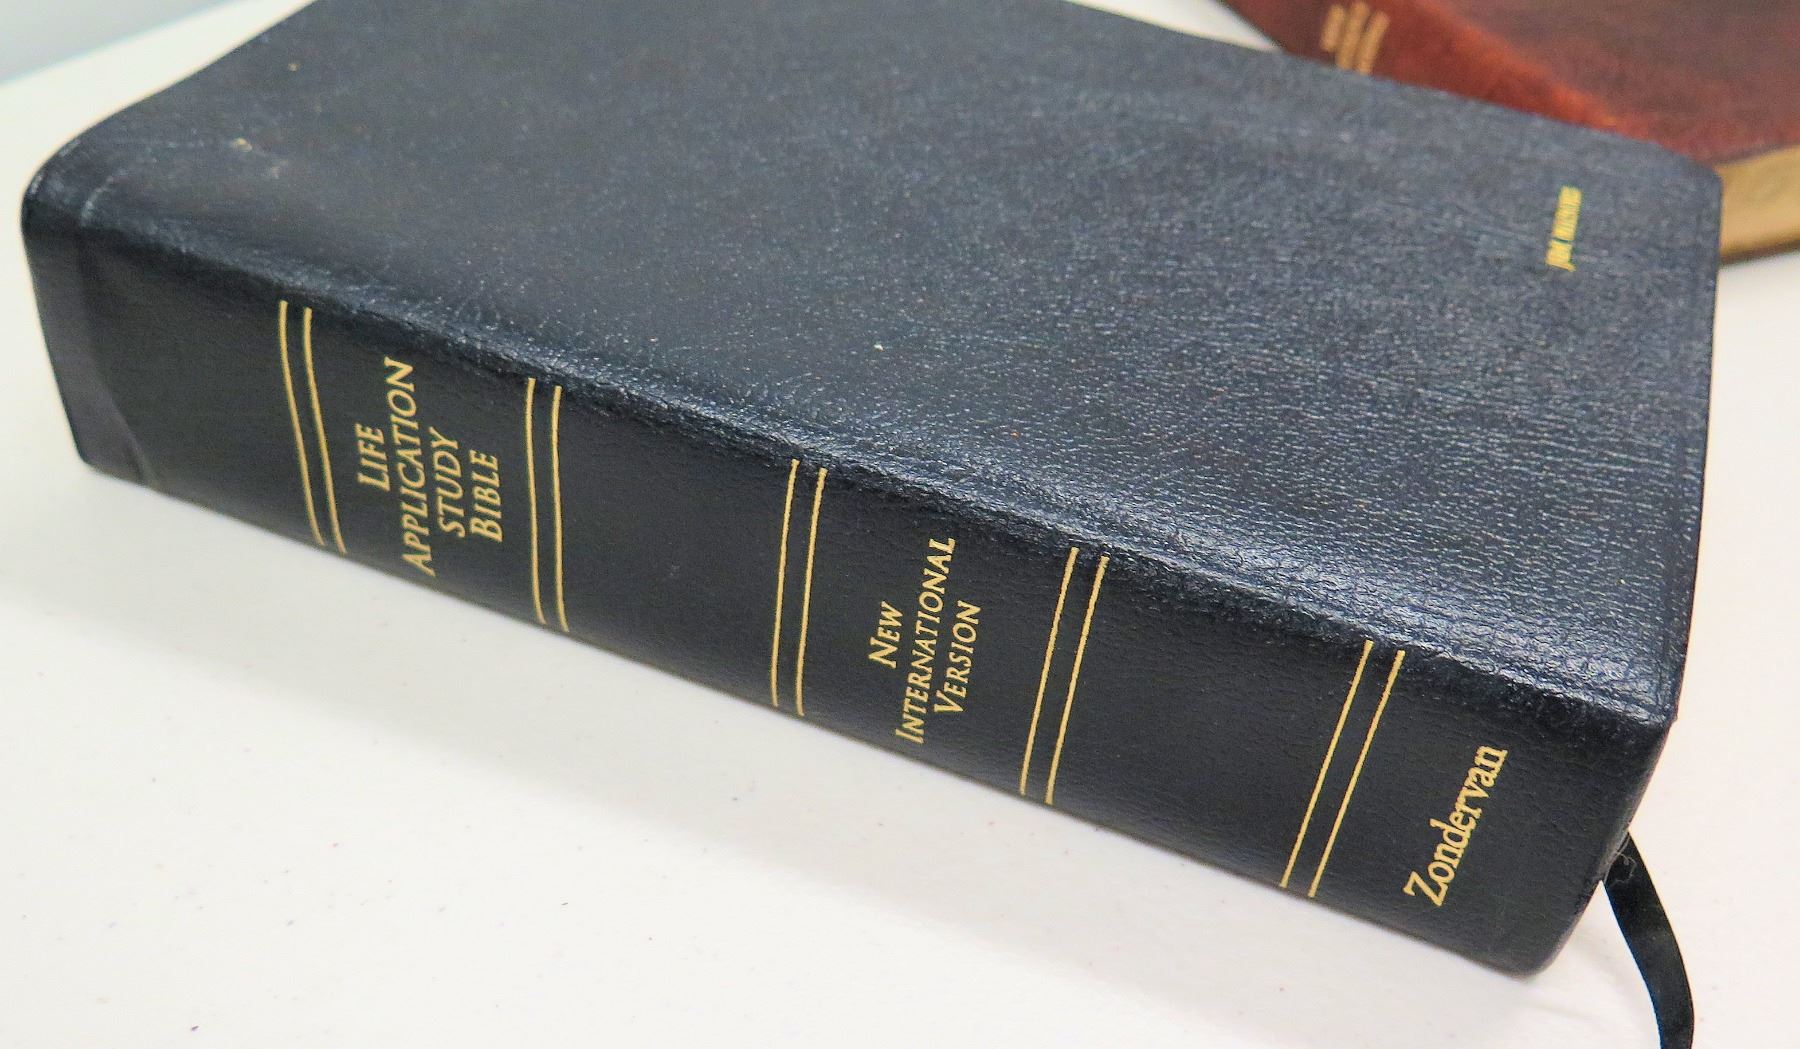 LIFE
APPLICATION
STUDY
BIBLE
NEW
INTERNATIONAL
VERSION
Zondervan